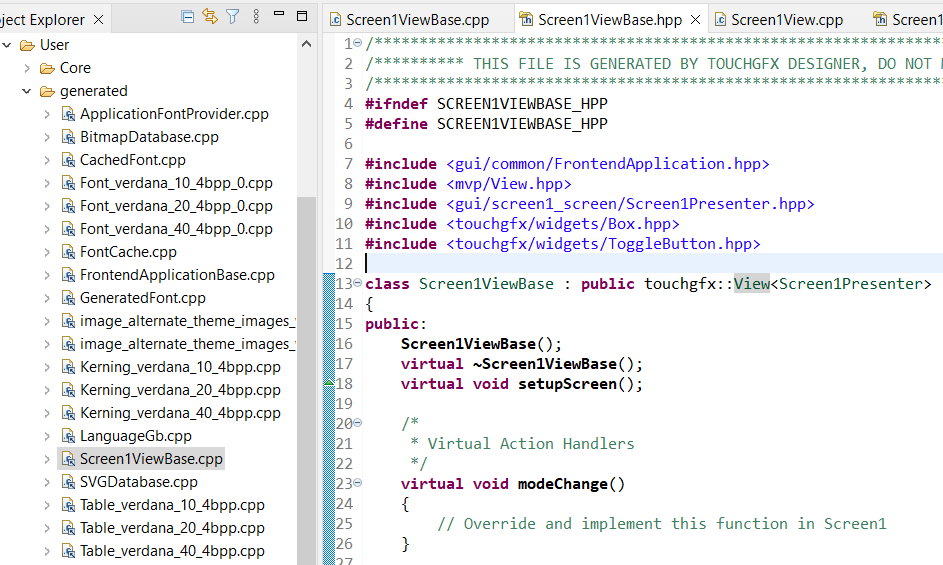 ject Explorer
User
Core
generated
ApplicationFontProvider.cpp
BitmapDatabase.cpp
CachedFont.cpp
Font_verdana_10_4bpp_0.cpp
Font_verdana_20_4bpp_0.cpp
Font_verdana_40_4bpp_0.cpp
FontCache.cpp
FrontendApplicationBase.cpp
GeneratedFont.cpp
image_alternate_theme_images_
image_alternate_theme_images_
Kerning_verdana_10_4bpp.cpp
Kerning_verdana_20_4bpp.cpp
Kerning_verdana_40_4bpp.cpp
LanguageGb.cpp
Screen1ViewBase.cpp
SVGDatabase.cpp
Table_verdana_10_4bpp.cpp
Table_verdana_20_4bpp.cpp
Table_verdana_40_4bpp.cpp
Screen1ViewBase.cpp Screen1ViewBase.hpp Screen1View.cpp Screen1
1 /****************************************************************
2 /********** THIS FILE IS GENERATED BY TOUCHGFX DESIGNER, DO NOT
3 /****************************************************************
4 #ifndef SCREEN1VIEWBASE_HPP
5 #define SCREEN1VIEWBASE_HPP
6
7 #include <gui/common/FrontendApplication.hpp>
8 #include <mvp/View.hpp>
9 #include <gui/screen1_screen/Screen1Presenter.hpp>
10 #include <touchgfx/widgets/Box.hpp>
11 #include <touchgfx/widgets/ToggleButton.hpp>
12
13 class Screen1ViewBase : public touchgfx::View<Screen1Presenter>
14 {
15 public:
16     Screen1ViewBase();
17     virtual ~Screen1ViewBase();
18     virtual void setupScreen();
19
20     /*
21      * Virtual Action Handlers
22      */
23     virtual void modeChange()
24     {
25         // Override and implement this function in Screen1
26     }
27